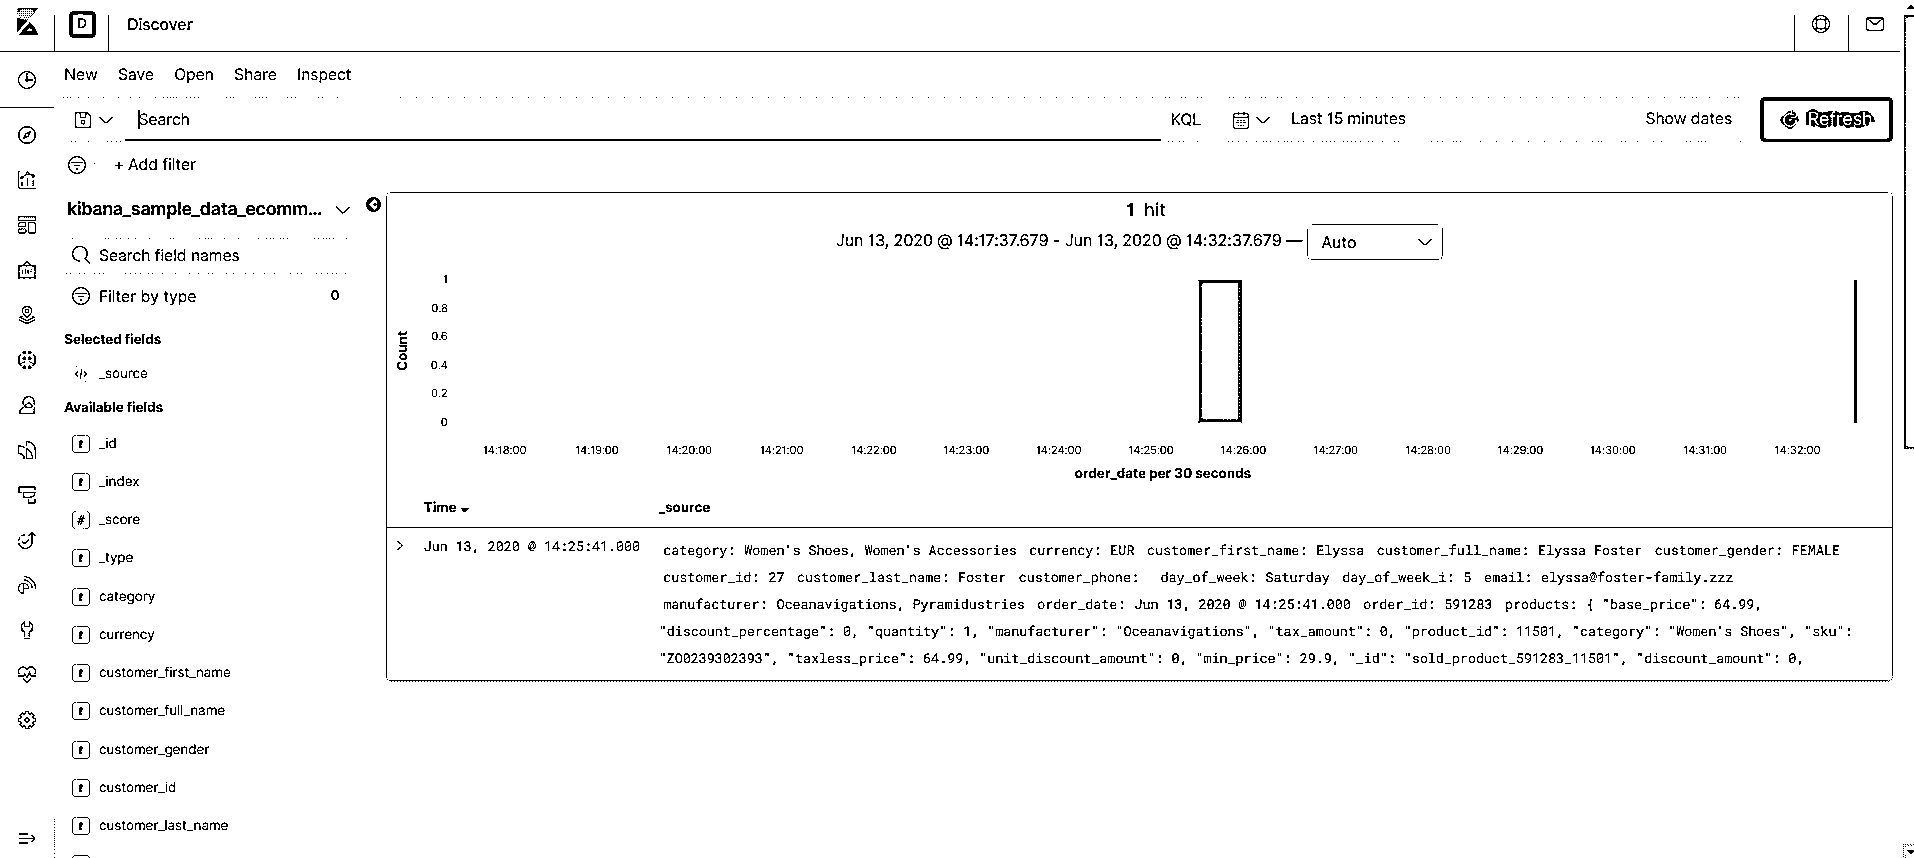 D Discover
New Save Open Share Inspect
Search KQL Last 15 minutes Show dates Refresh
+ Add filter
kibana_sample_data_ecomm...
Search field names
Filter by type 0
Selected fields
_source
Available fields
t _id
t _index
# _score
t _type
t category
t currency
t customer_first_name
t customer_full_name
t customer_gender
t customer_id
t customer_last_name
1 hit
Jun 13, 2020 @ 14:17:37.679 - Jun 13, 2020 @ 14:32:37.679 — Auto
Count
1
0.8
0.6
0.4
0.2
0
14:18:00 14:19:00 14:20:00 14:21:00 14:22:00 14:23:00 14:24:00 14:25:00 14:26:00 14:27:00 14:28:00 14:29:00 14:30:00 14:31:00 14:32:00
order_date per 30 seconds
Time _source
Jun 13, 2020 @ 14:25:41.000
category: Women's Shoes, Women's Accessories currency: EUR customer_first_name: Elyssa customer_full_name: Elyssa Foster customer_gender: FEMALE
customer_id: 27 customer_last_name: Foster customer_phone: day_of_week: Saturday day_of_week_i: 5 email: elyssa@foster-family.zzz
manufacturer: Oceanavigations, Pyramidustries order_date: Jun 13, 2020 @ 14:25:41.000 order_id: 591283 products: { "base_price": 64.99,
"discount_percentage": 0, "quantity": 1, "manufacturer": "Oceanavigations", "tax_amount": 0, "product_id": 11501, "category": "Women's Shoes", "sku":
"ZO0239302393", "taxless_price": 64.99, "unit_discount_amount": 0, "min_price": 29.9, "_id": "sold_product_591283_11501", "discount_amount": 0,